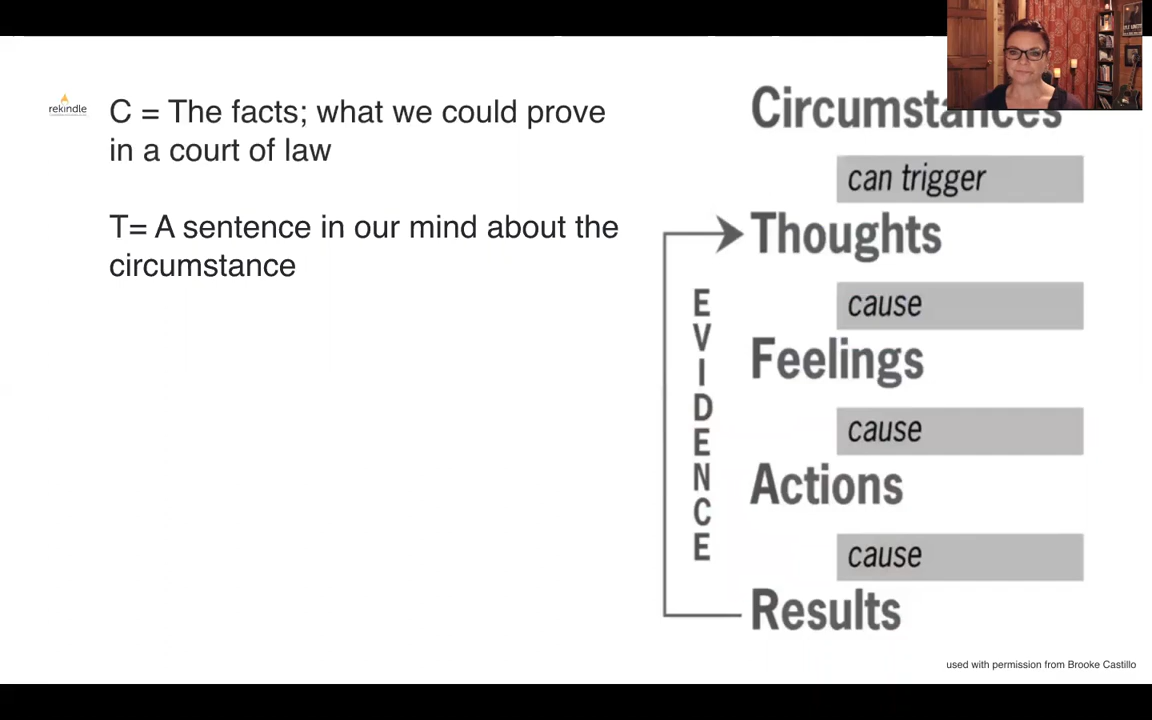 rekindle
C = The facts; what we could prove
in a court of law
T= A sentence in our mind about the
circumstance
Circumstances
can trigger
Thoughts
cause
Feelings
cause
Actions
cause
Results
EVIDENCE
used with permission from Brooke Castillo